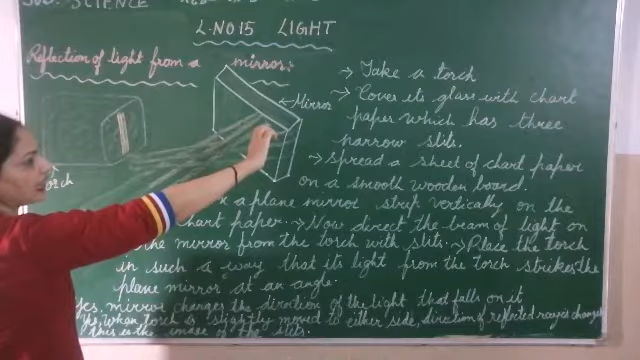 SCIENCE
L.NO 15 LIGHT
Reflection of light from a mirror:
→ Take a torch
← Mirror
→ Cover its glass with chart
paper which has three
narrow slits.
→ Spread a sheet of chart paper
on a smooth wooden board.
a plane mirror strip vertically on the
chart paper. → Now direct the beam of light on
the mirror from the torch with slits. → Place the torch
in such a way that its light from the torch strikes the
plane mirror at an angle.
mirror changes the direction of the light that falls on it
when torch is slightly moved to either side, direction of reflected rays changes
This is the image of the slits.